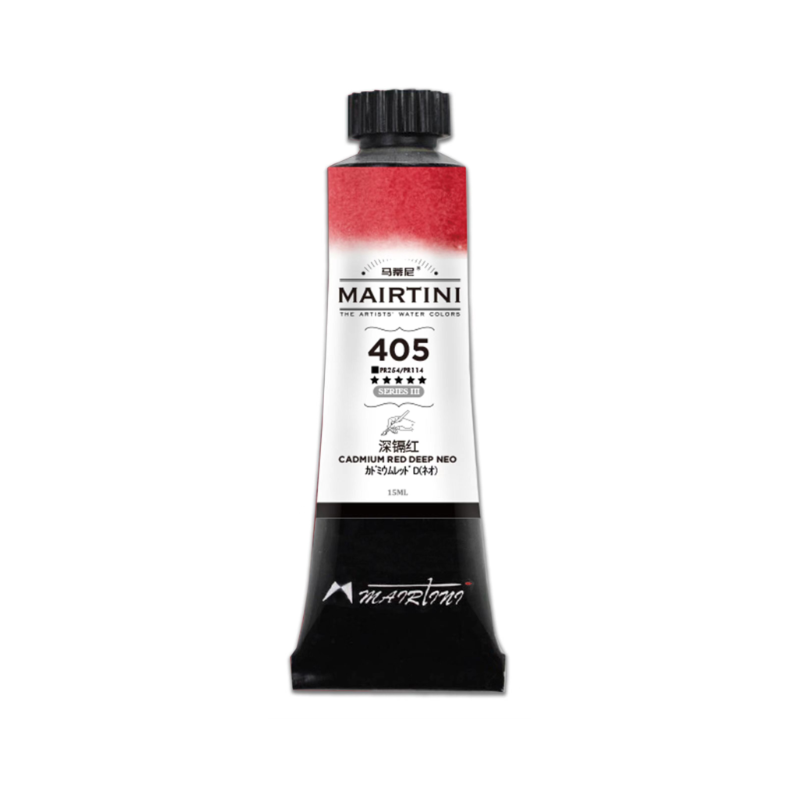 马蒂尼®
MAIRTINI
THE ARTISTS' WATER COLORS
405
■PR254/PR114
★★★★★
SERIES III
深镉红
CADMIUM RED DEEP NEO
ｶﾄﾞﾐｳﾑﾚｯﾄﾞ D(ネオ)
15ML
MAIRTINI